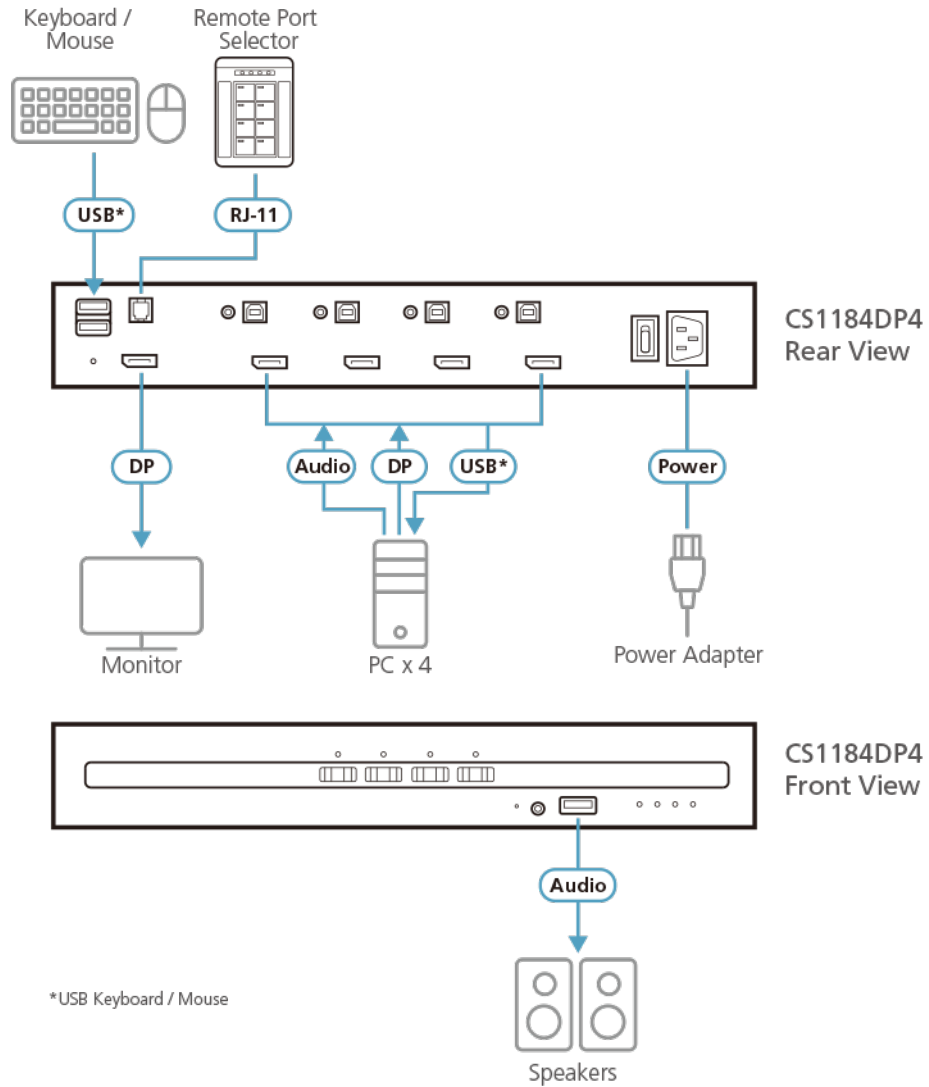 Keyboard /
Mouse
Remote Port
Selector
USB*
RJ-11
CS1184DP4
Rear View
DP
Audio
DP
USB*
Power
Monitor
PC x 4
Power Adapter
CS1184DP4
Front View
Audio
*USB Keyboard / Mouse
Speakers